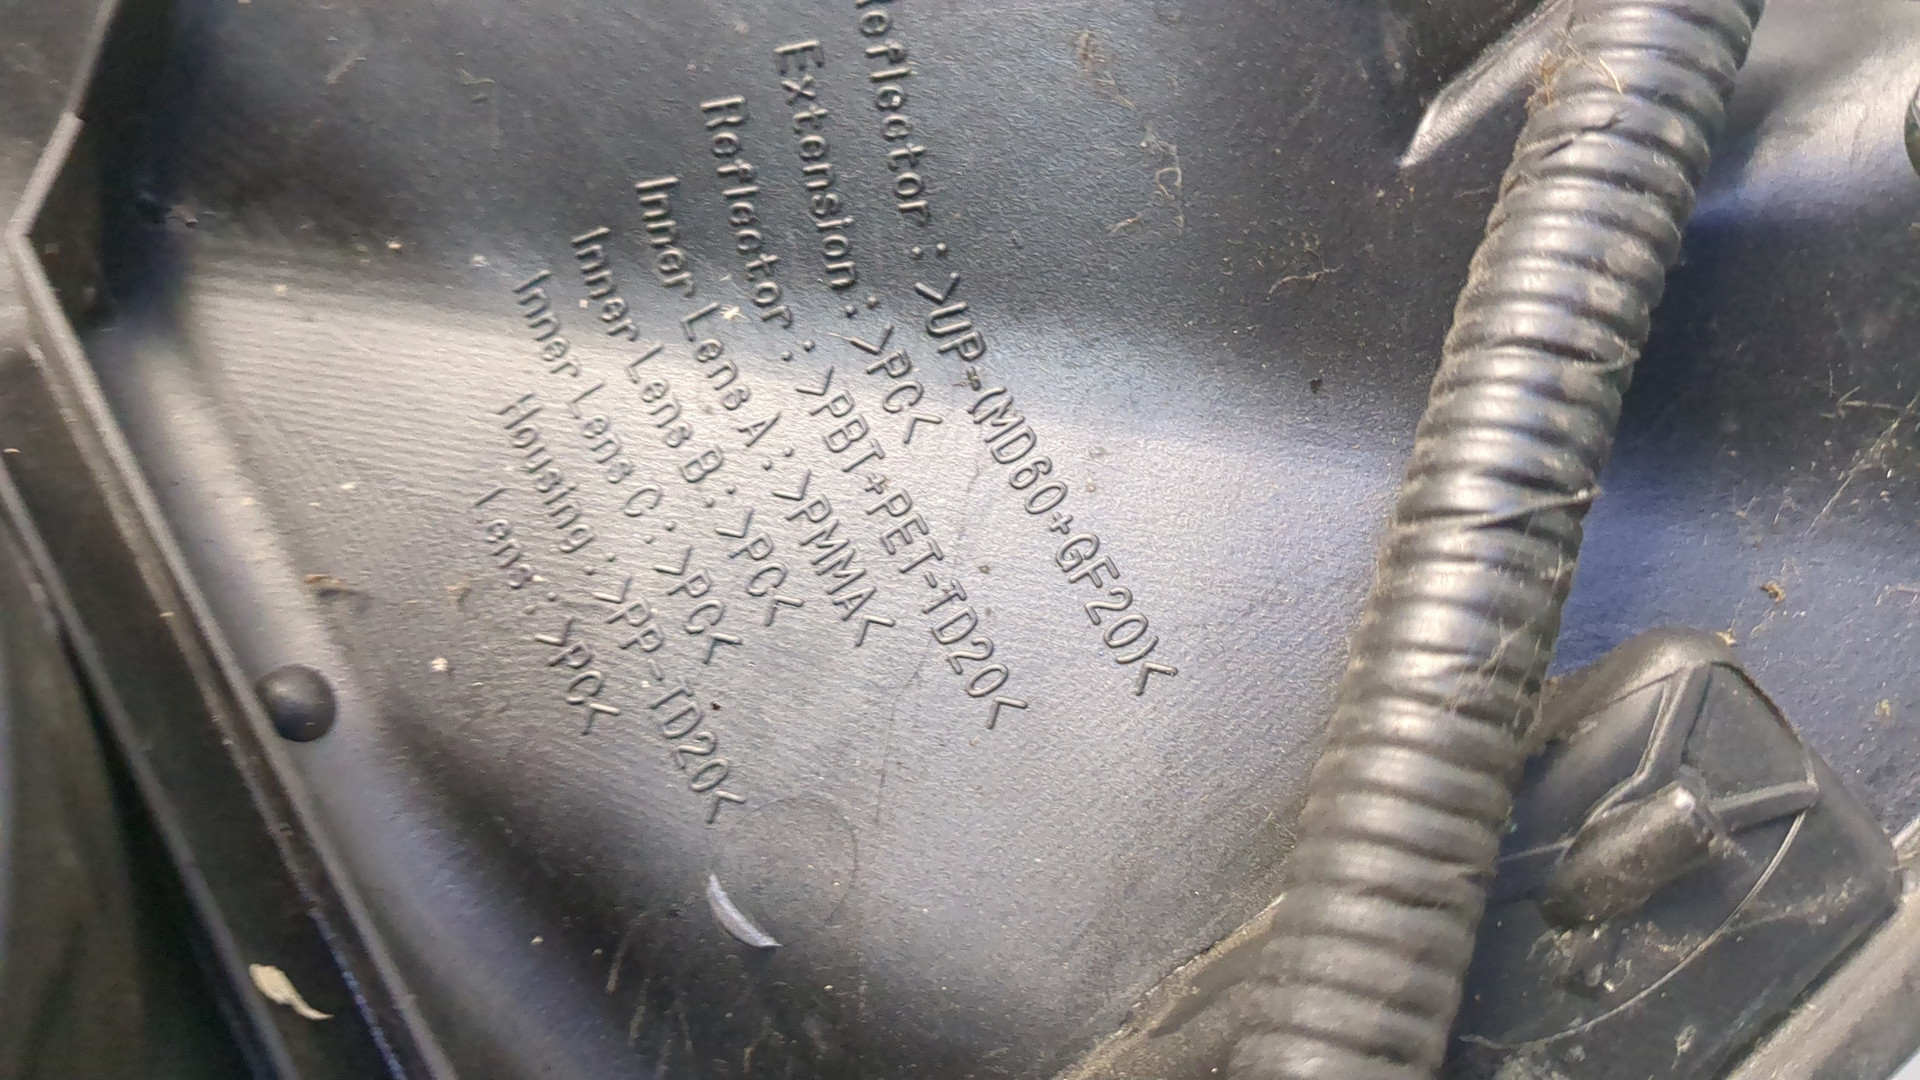 Reflector : >UP-(MD60+GF20)<
Extension : >PC<
Reflector : >PBT+PET-TD20<
Inner Lens A : >PMMA<
Inner Lens B : >PC<
Inner Lens C : >PC<
Housing : >PP-TD20<
Lens : >PC<